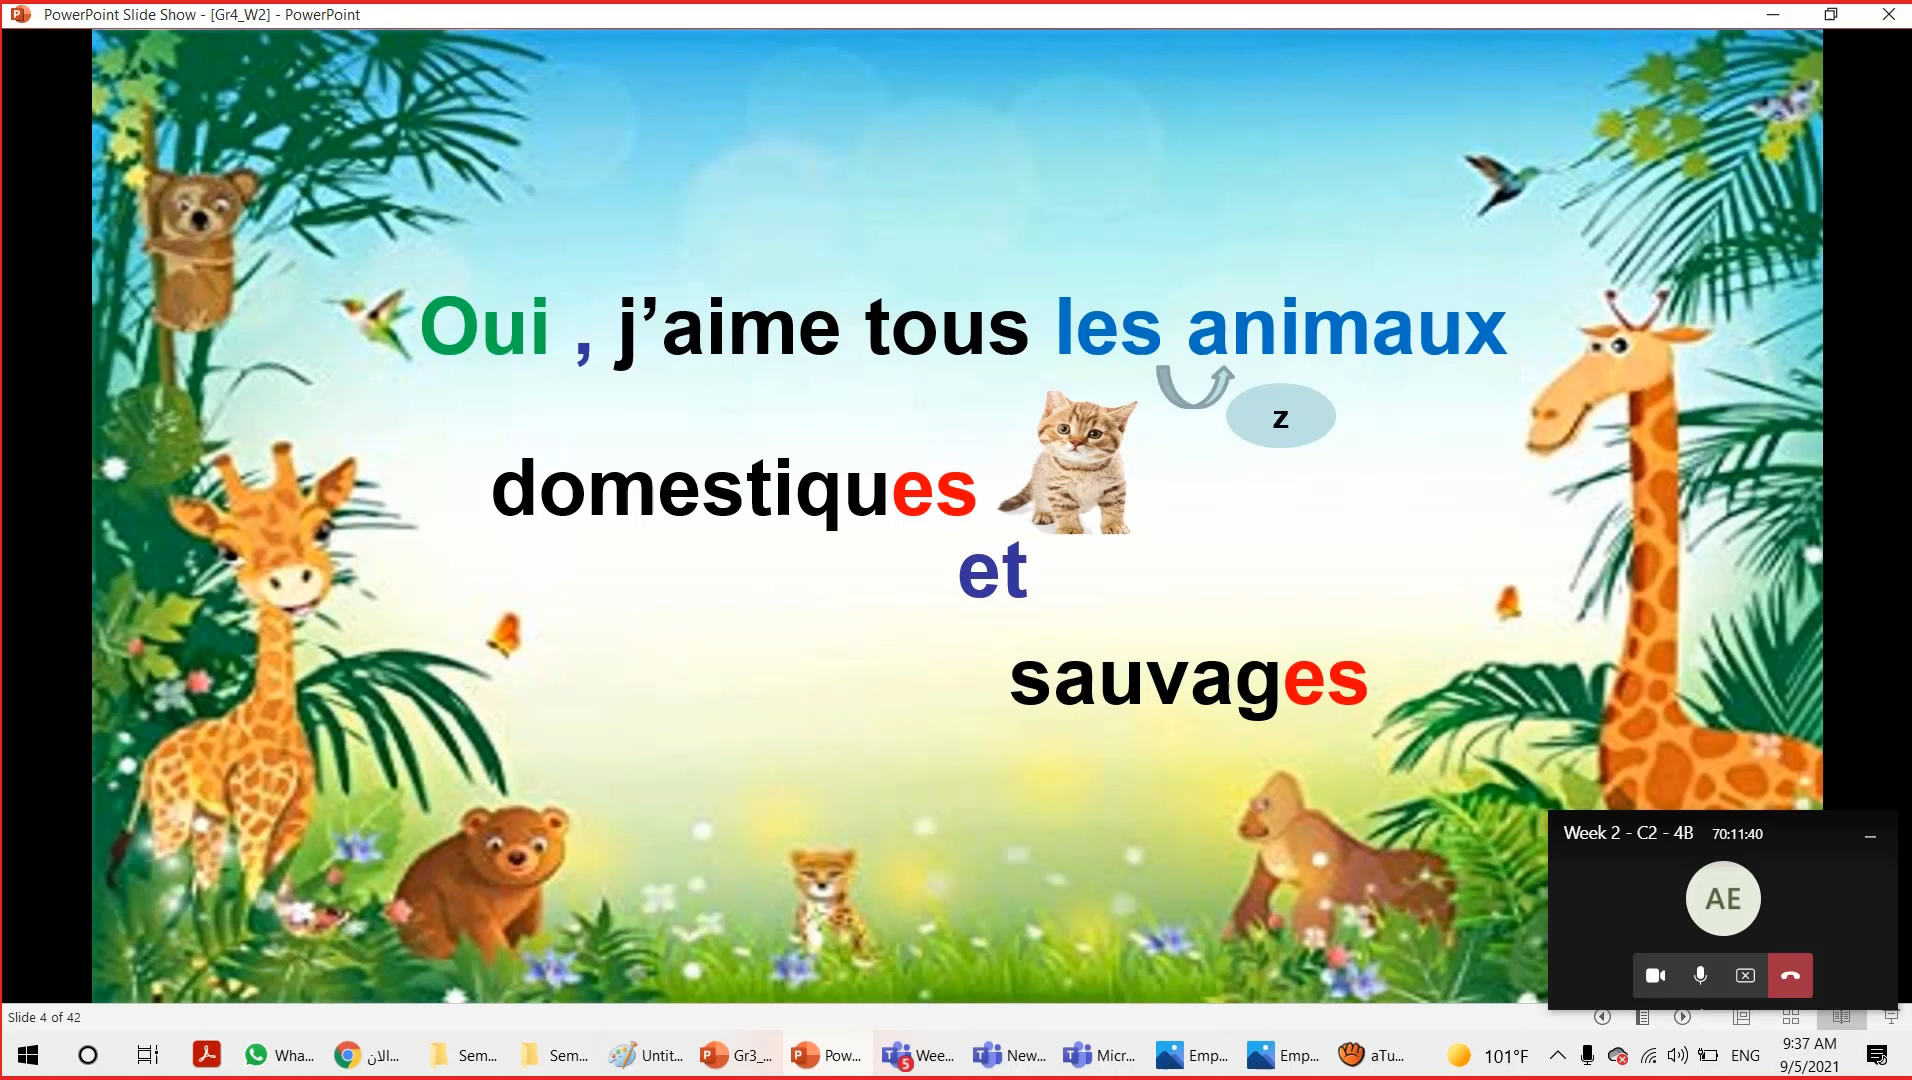 PowerPoint Slide Show - [Gr4_W2] - PowerPoint
Oui , j’aime tous les animaux
z
domestiques
et
sauvages
Week 2 - C2 - 4B 70:11:40
AE
Slide 4 of 42
Wha... الان... Sem... Sem... Untit... Gr3_... Pow... 5 Wee... New... Micr... Emp... Emp... aTu... 101°F ENG
9:37 AM
9/5/2021